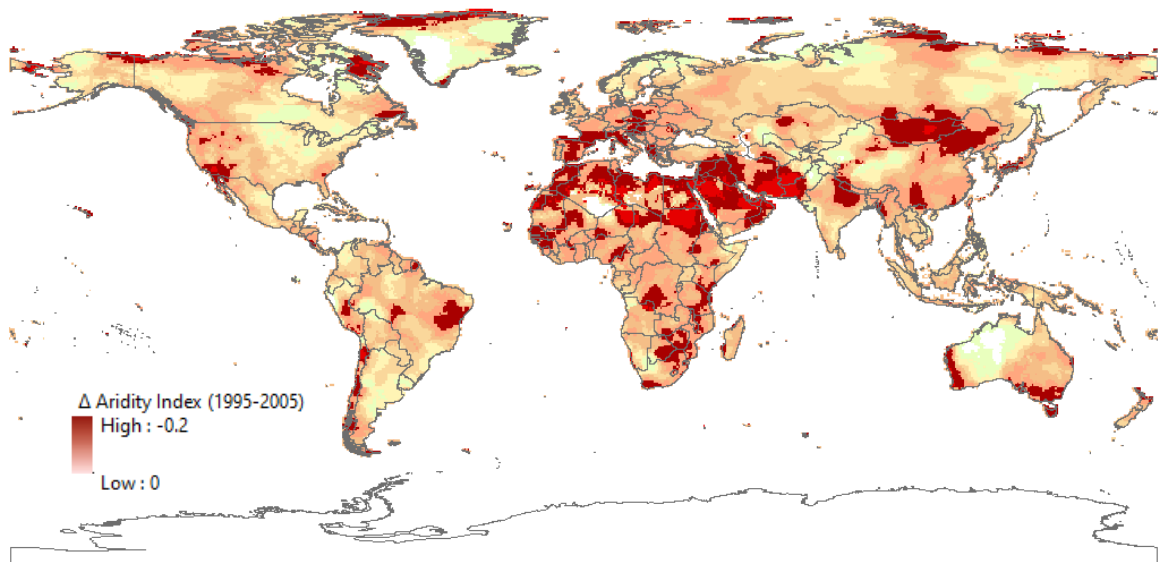 Δ Aridity Index (1995-2005)
High : -0.2
Low : 0